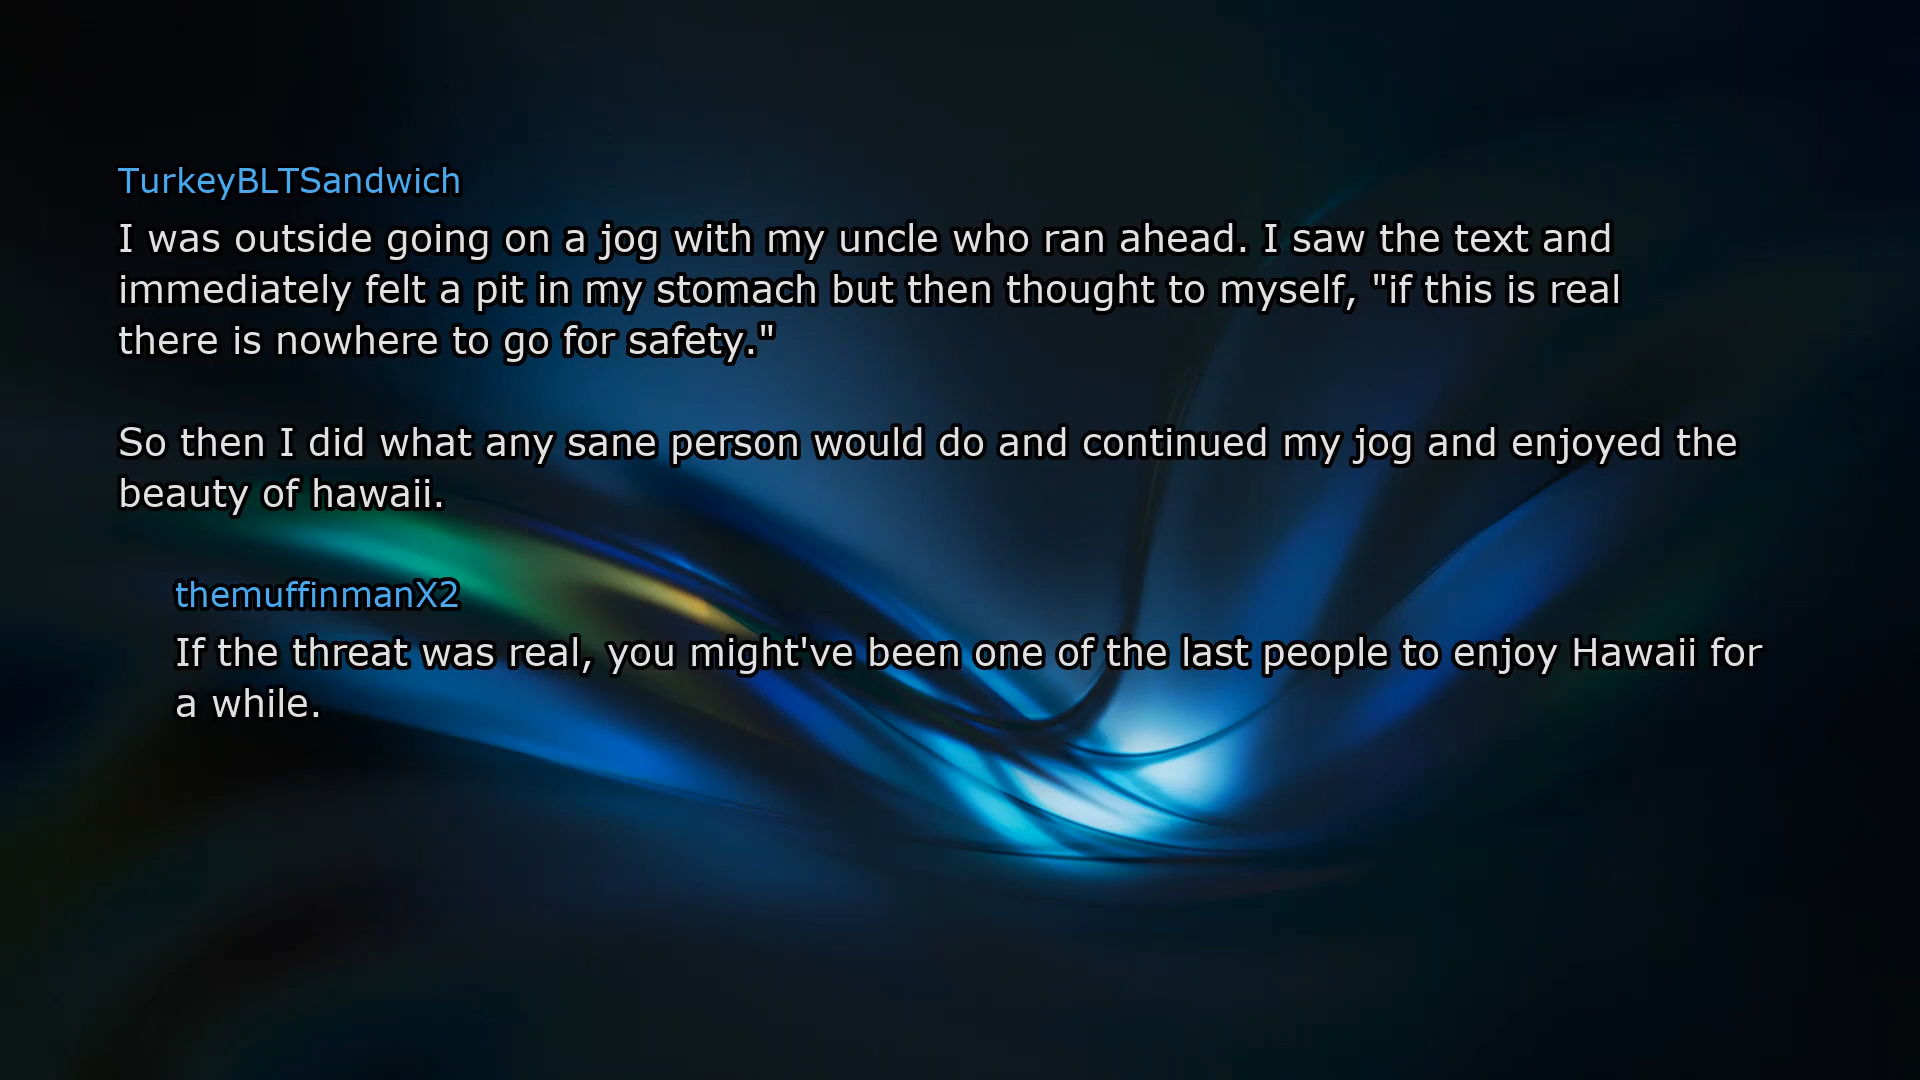 TurkeyBLTSandwich
I was outside going on a jog with my uncle who ran ahead. I saw the text and
immediately felt a pit in my stomach but then thought to myself, "if this is real
there is nowhere to go for safety."
So then I did what any sane person would do and continued my jog and enjoyed the
beauty of hawaii.
themuffinmanX2
If the threat was real, you might've been one of the last people to enjoy Hawaii for
a while.